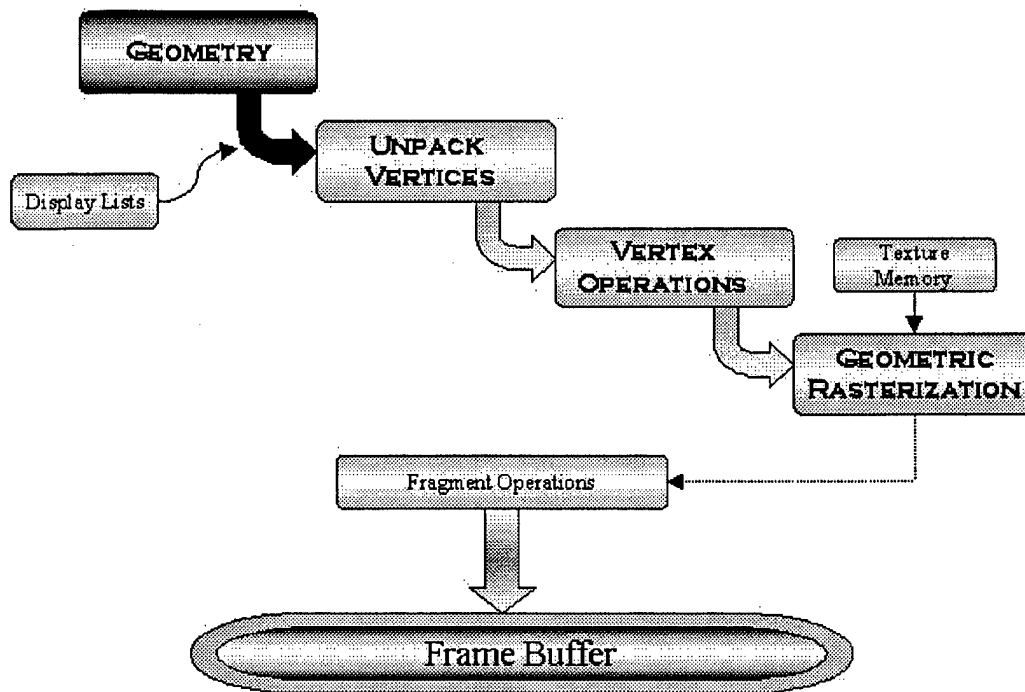 GEOMETRY
UNPACK
VERTICES
Display Lists
VERTEX
OPERATIONS
Texture
Memory
GEOMETRIC
RASTERIZATION
Fragment Operations
Frame Buffer